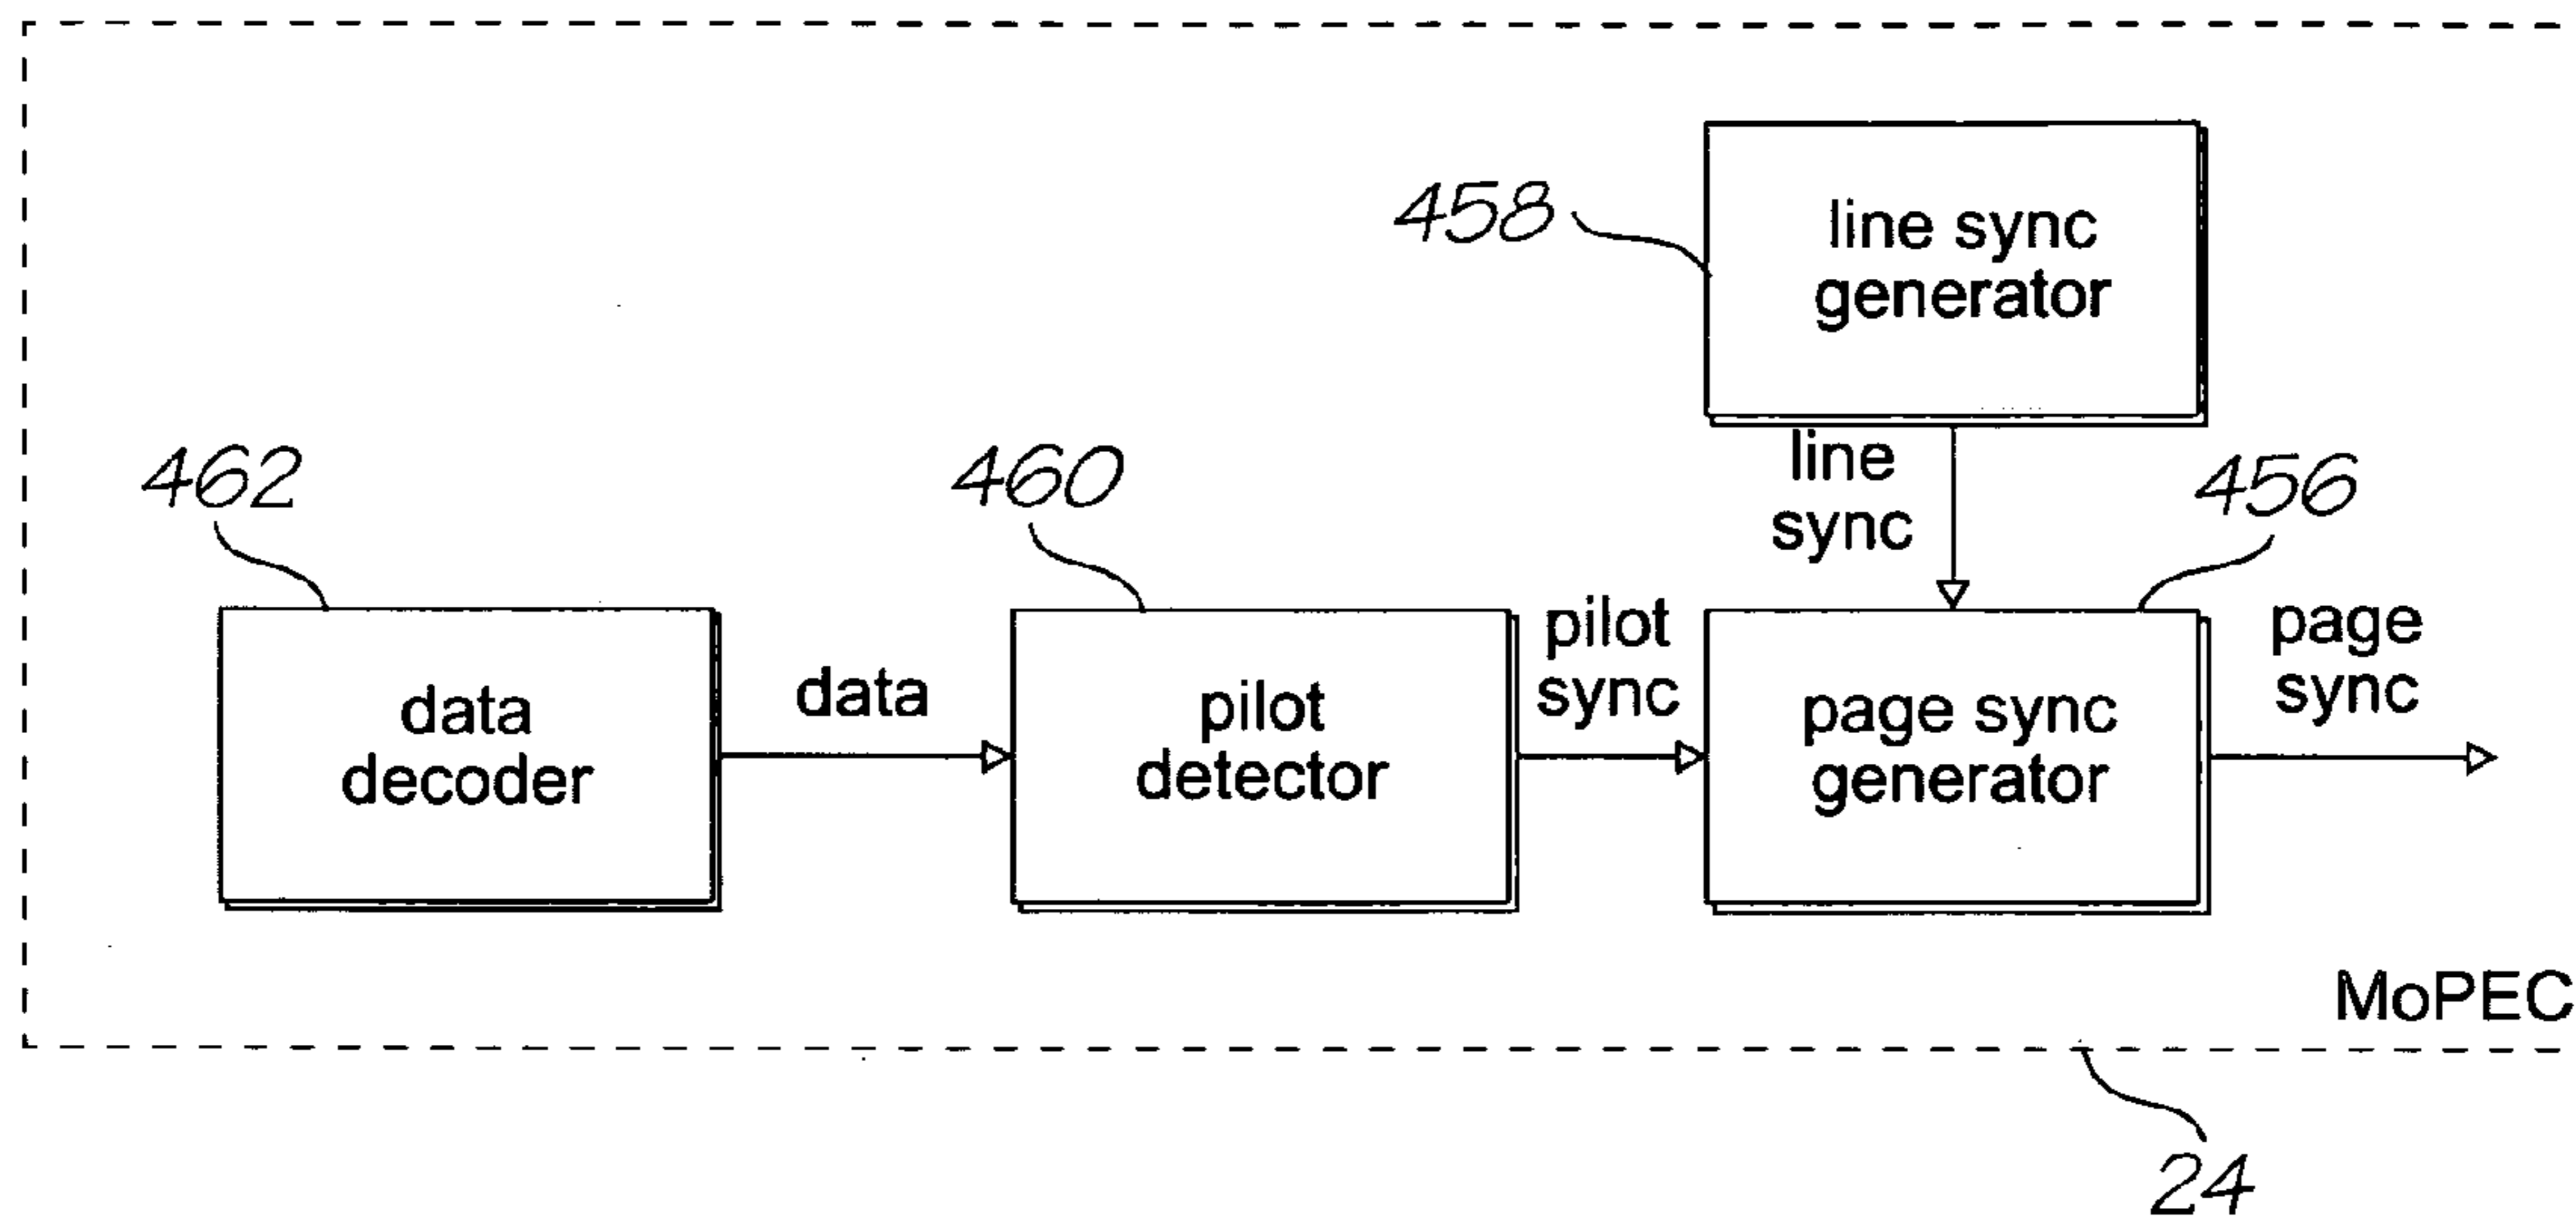 458
line sync
generator
line
sync
462
460
456
data
decoder
data
pilot
detector
pilot
sync
page sync
generator
page
sync
MoPEC
24